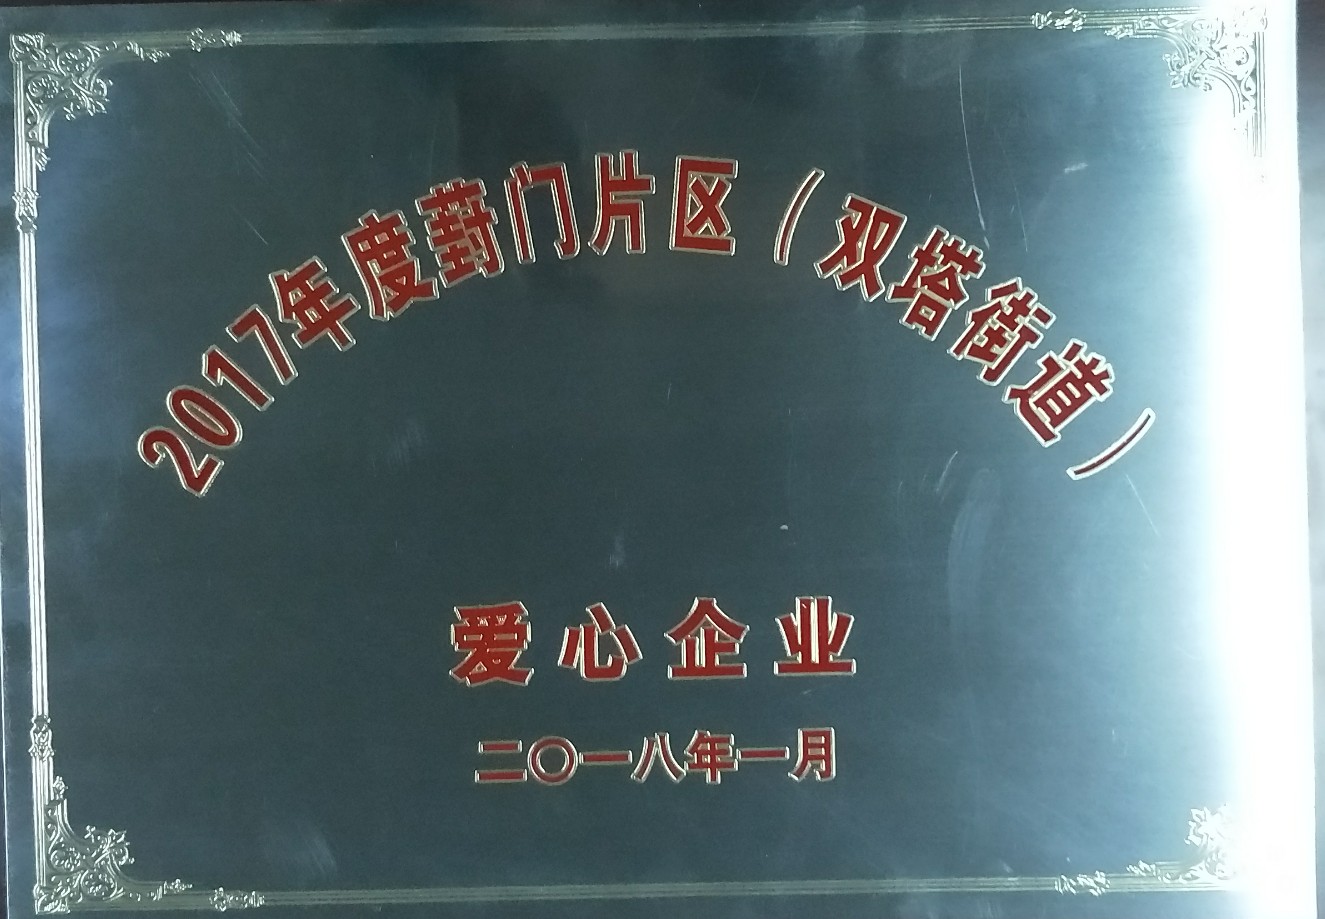 2017年度葑门片区（双塔街道）
爱心企业
二〇一八年一月